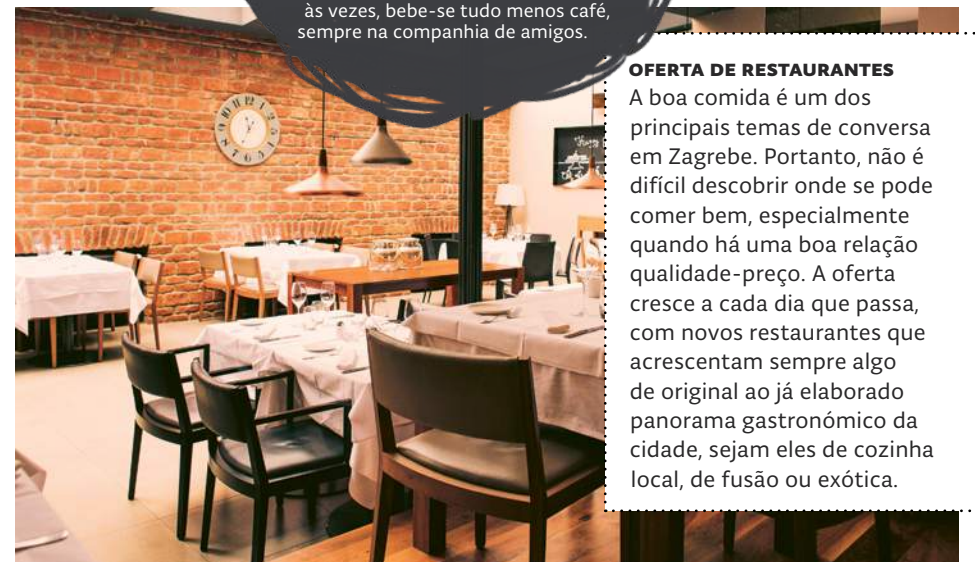 às vezes, bebe-se tudo menos café,
sempre na companhia de amigos.
OFERTA DE RESTAURANTES
A boa comida é um dos
principais temas de conversa
em Zagrebe. Portanto, não é
difícil descobrir onde se pode
comer bem, especialmente
quando há uma boa relação
qualidade-preço. A oferta
cresce a cada dia que passa,
com novos restaurantes que
acrescentam sempre algo
de original ao já elaborado
panorama gastronómico da
cidade, sejam eles de cozinha
local, de fusão ou exótica.